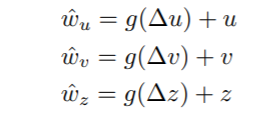 ŵ_u = g(Δu) + u
ŵ_v = g(Δv) + v
ŵ_z = g(Δz) + z